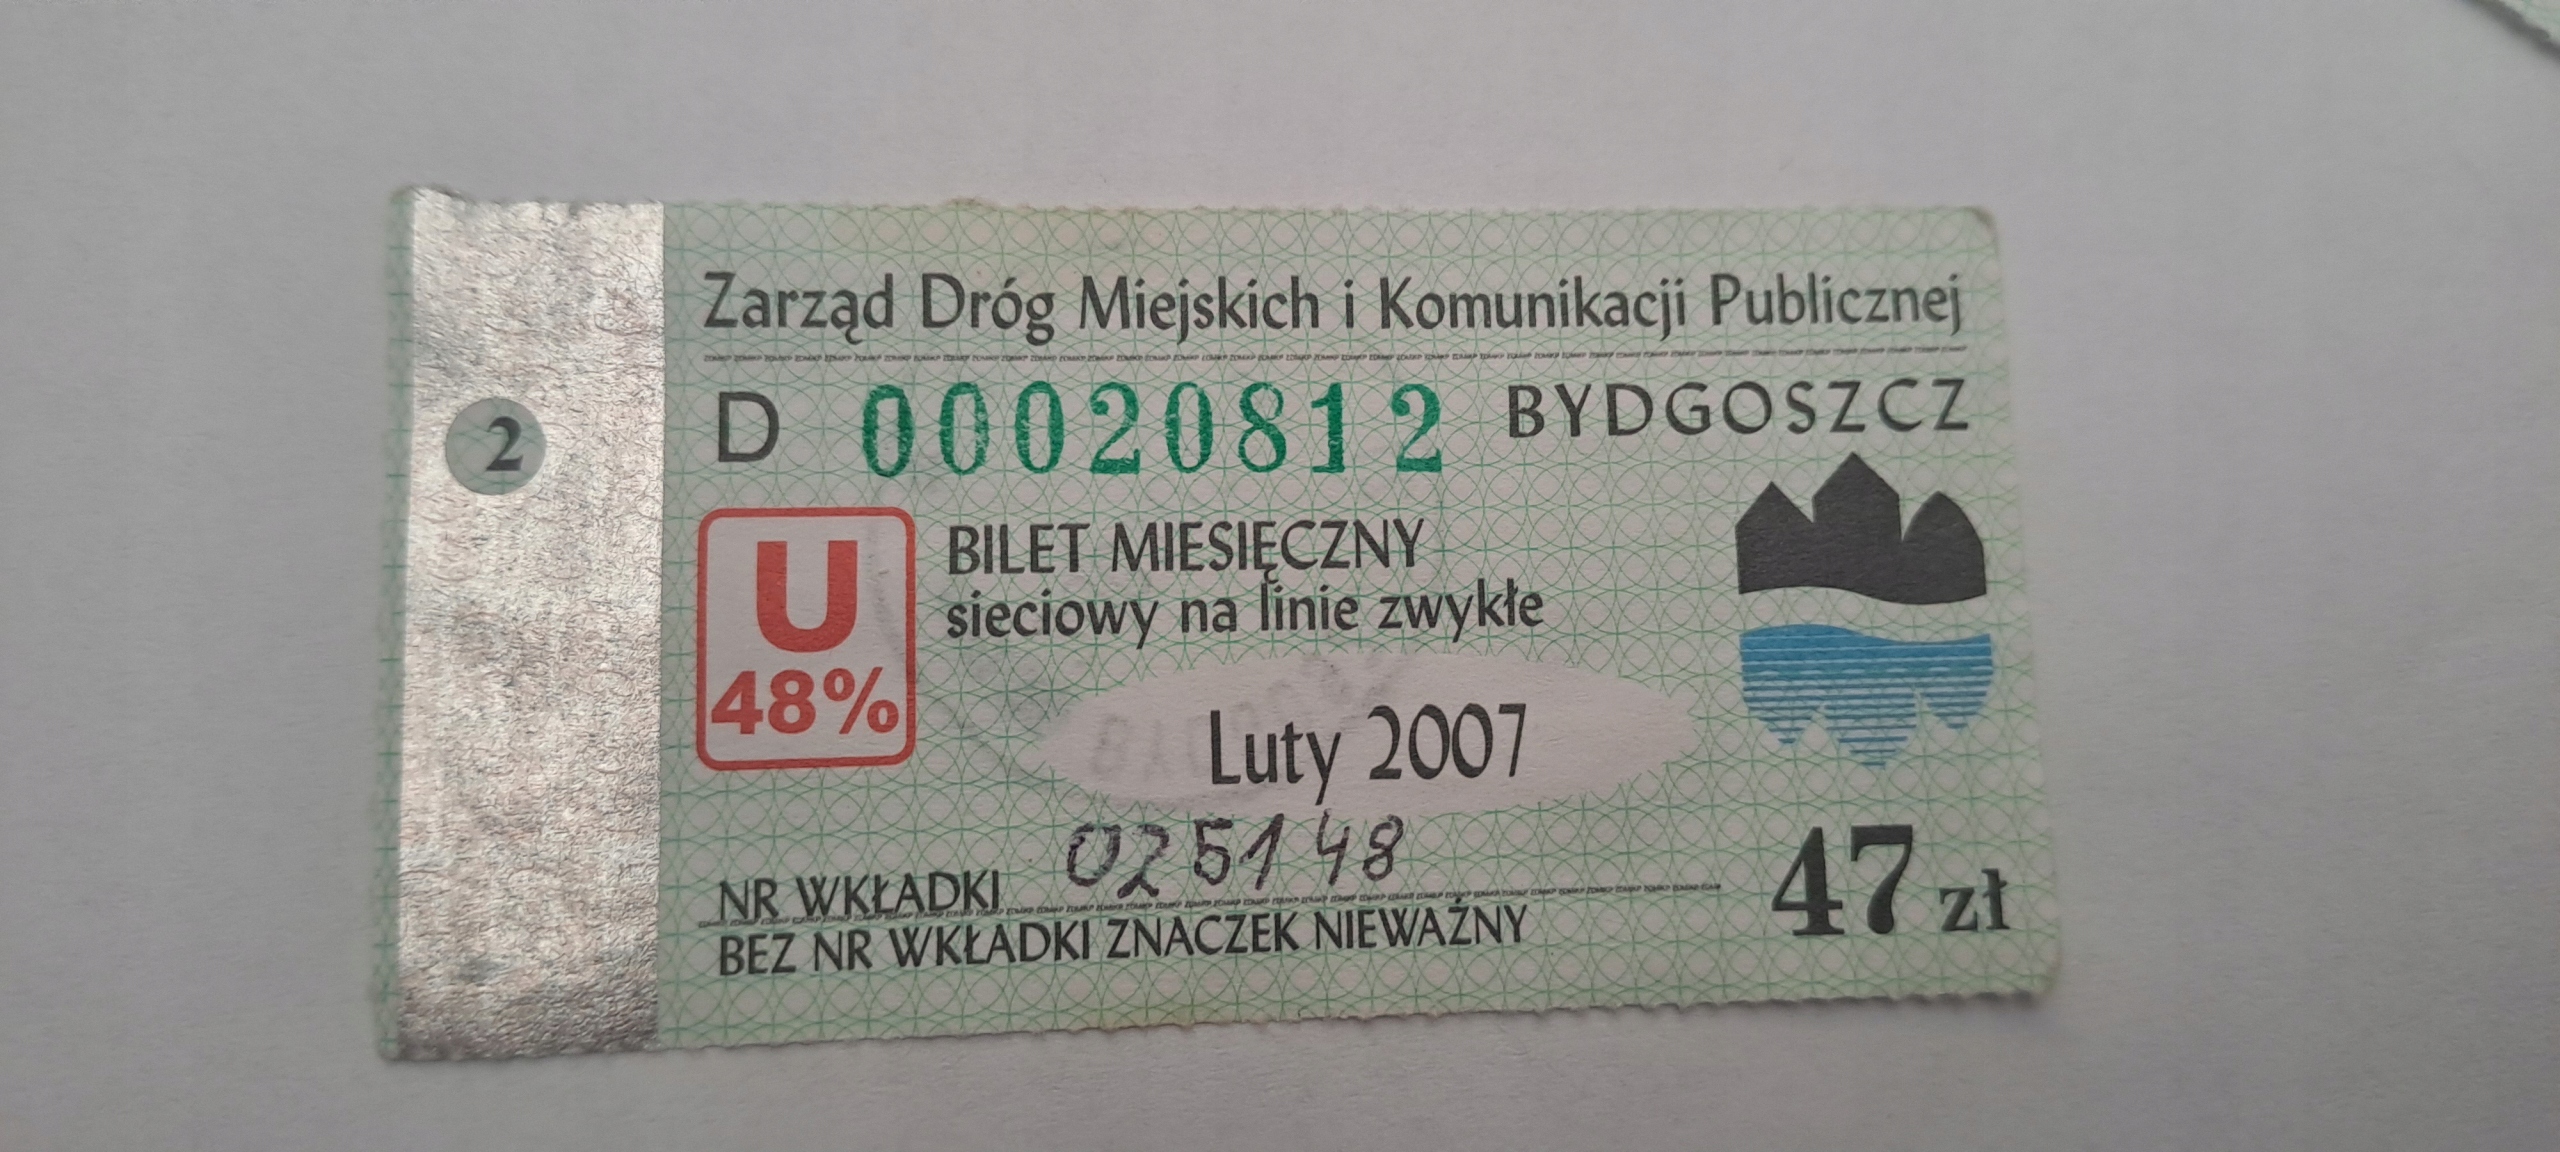 Zarząd Dróg Miejskich i Komunikacji Publicznej
2
D 00020812 BYDGOSZCZ
U
48%
BILET MIESIĘCZNY
sieciowy na linie zwykłe
Luty 2007
NR WKŁADKI 025148
BEZ NR WKŁADKI ZNACZEK NIEWAŻNY
47 zł